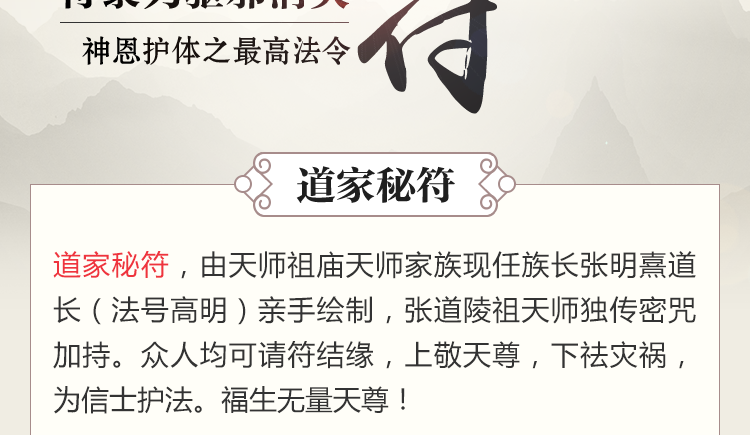 神恩护体之最高法令
符
道家秘符
道家秘符，由天师祖庙天师家族现任族长张明熹道
长（法号高明）亲手绘制，张道陵祖天师独传密咒
加持。众人均可请符结缘，上敬天尊，下祛灾祸，
为信士护法。福生无量天尊！